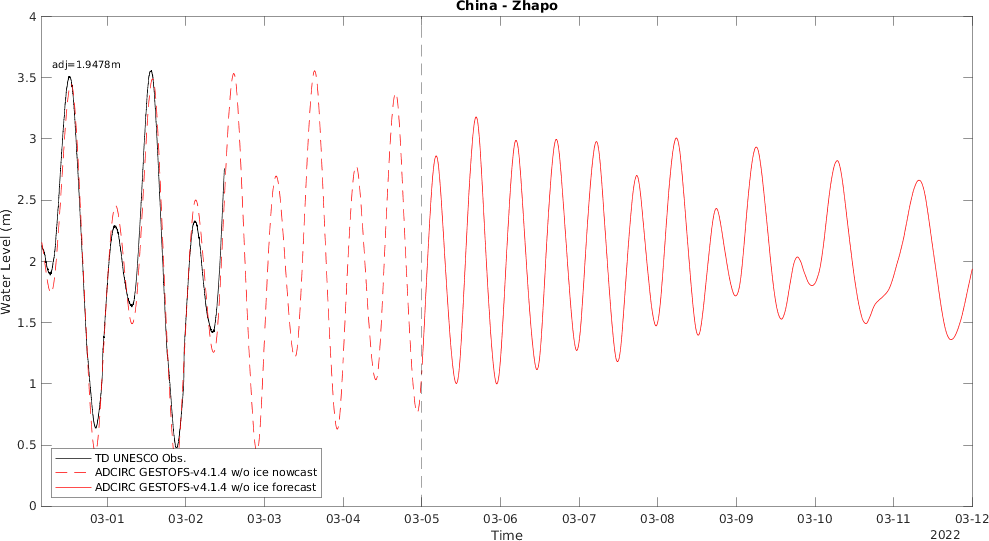 China - Zhapo
adj=1.9478m
4
3.5
3
2.5
2
1.5
1
0.5
0
Water Level (m)
TD UNESCO Obs.
ADCIRC GESTOFS-v4.1.4 w/o ice nowcast
ADCIRC GESTOFS-v4.1.4 w/o ice forecast
03-01 03-02 03-03 03-04 03-05 03-06 03-07 03-08 03-09 03-10 03-11 03-12
Time
2022